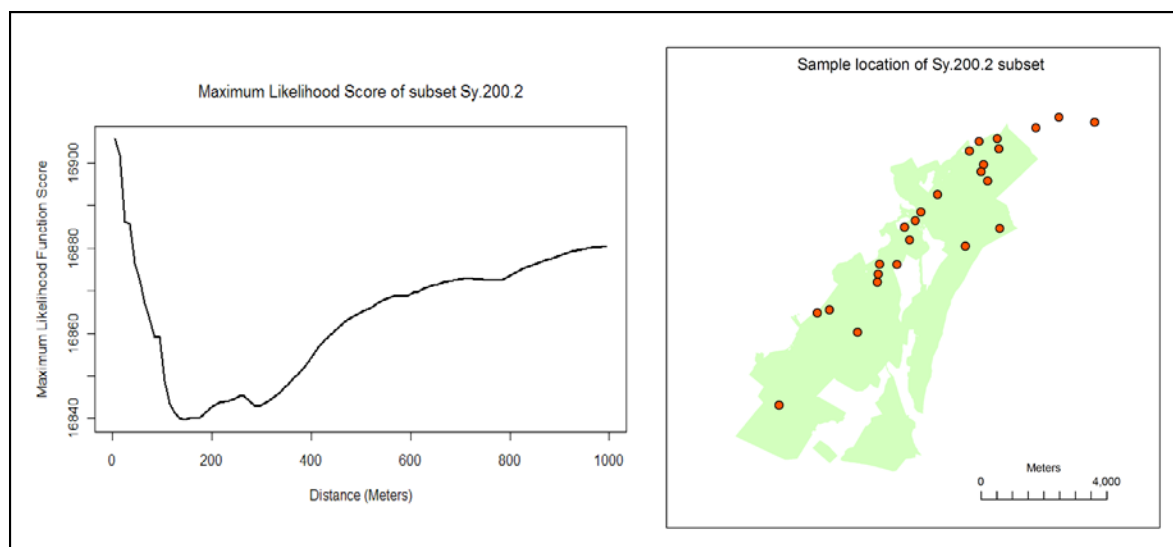 Maximum Likelihood Score of subset Sy.200.2
Maximum Likelihood Function Score
16900
16880
16860
16840
0 200 400 600 800 1000
Distance (Meters)
Sample location of Sy.200.2 subset
Meters
0 4,000